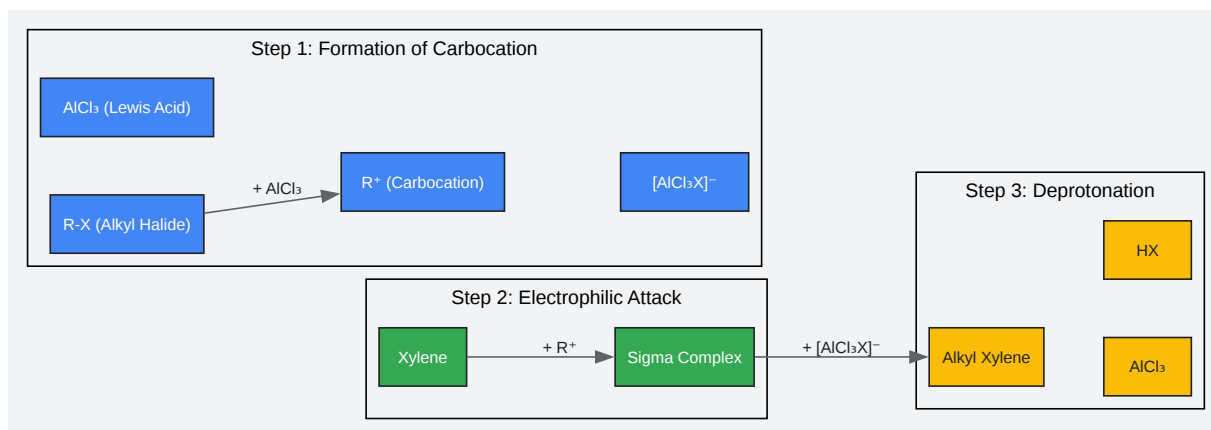 Step 1: Formation of Carbocation
AlCl₃ (Lewis Acid)
R-X (Alkyl Halide)
+ AlCl₃
R⁺ (Carbocation)
[AlCl₃X]⁻
Step 2: Electrophilic Attack
Xylene
+ R⁺
Sigma Complex
+ [AlCl₃X]⁻
Step 3: Deprotonation
HX
Alkyl Xylene
AlCl₃